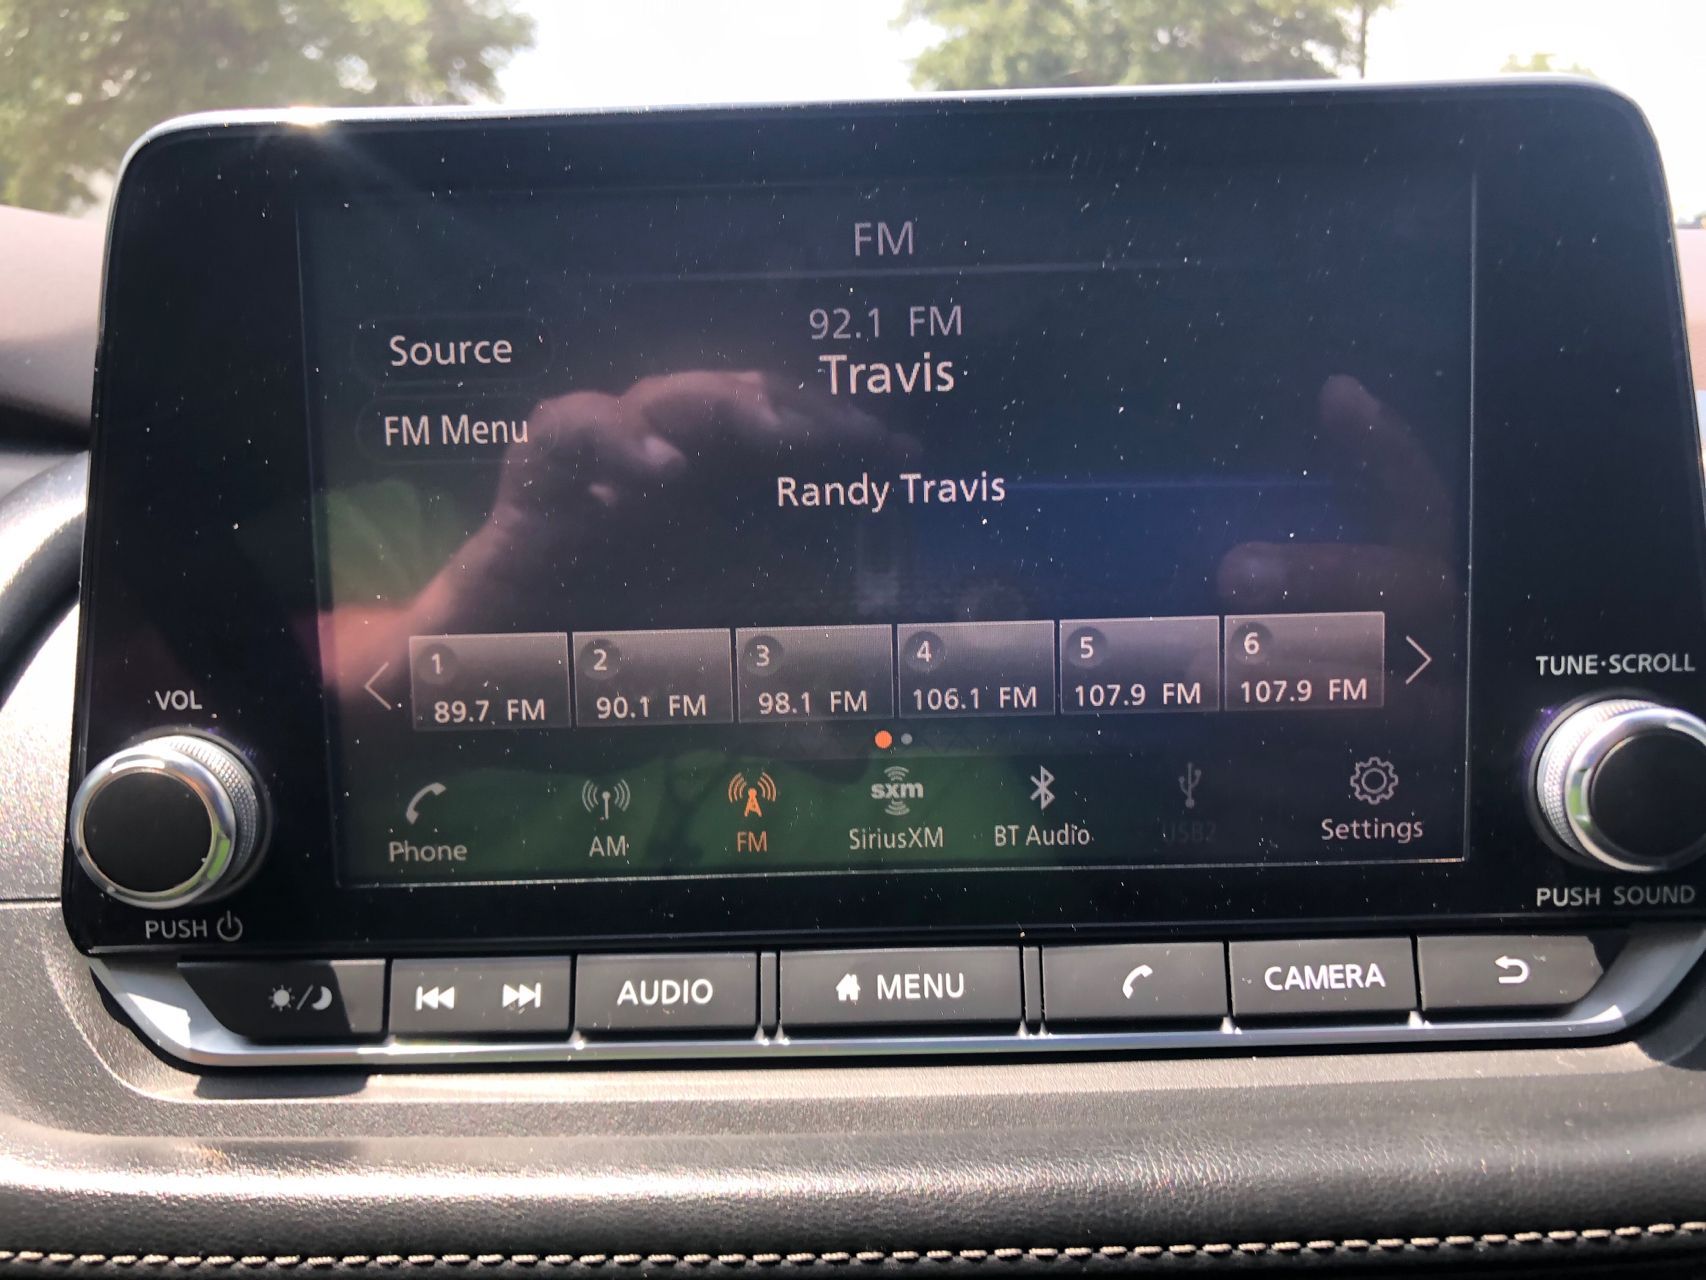 FM
92.1 FM
Travis
Source
FM Menu
Randy Travis
1
89.7 FM
2
90.1 FM
3
98.1 FM
4
106.1 FM
5
107.9 FM
6
107.9 FM
VOL
TUNE·SCROLL
Phone
AM
FM
sxm
SiriusXM
BT Audio
USB2
Settings
PUSH
PUSH SOUND
AUDIO
MENU
CAMERA